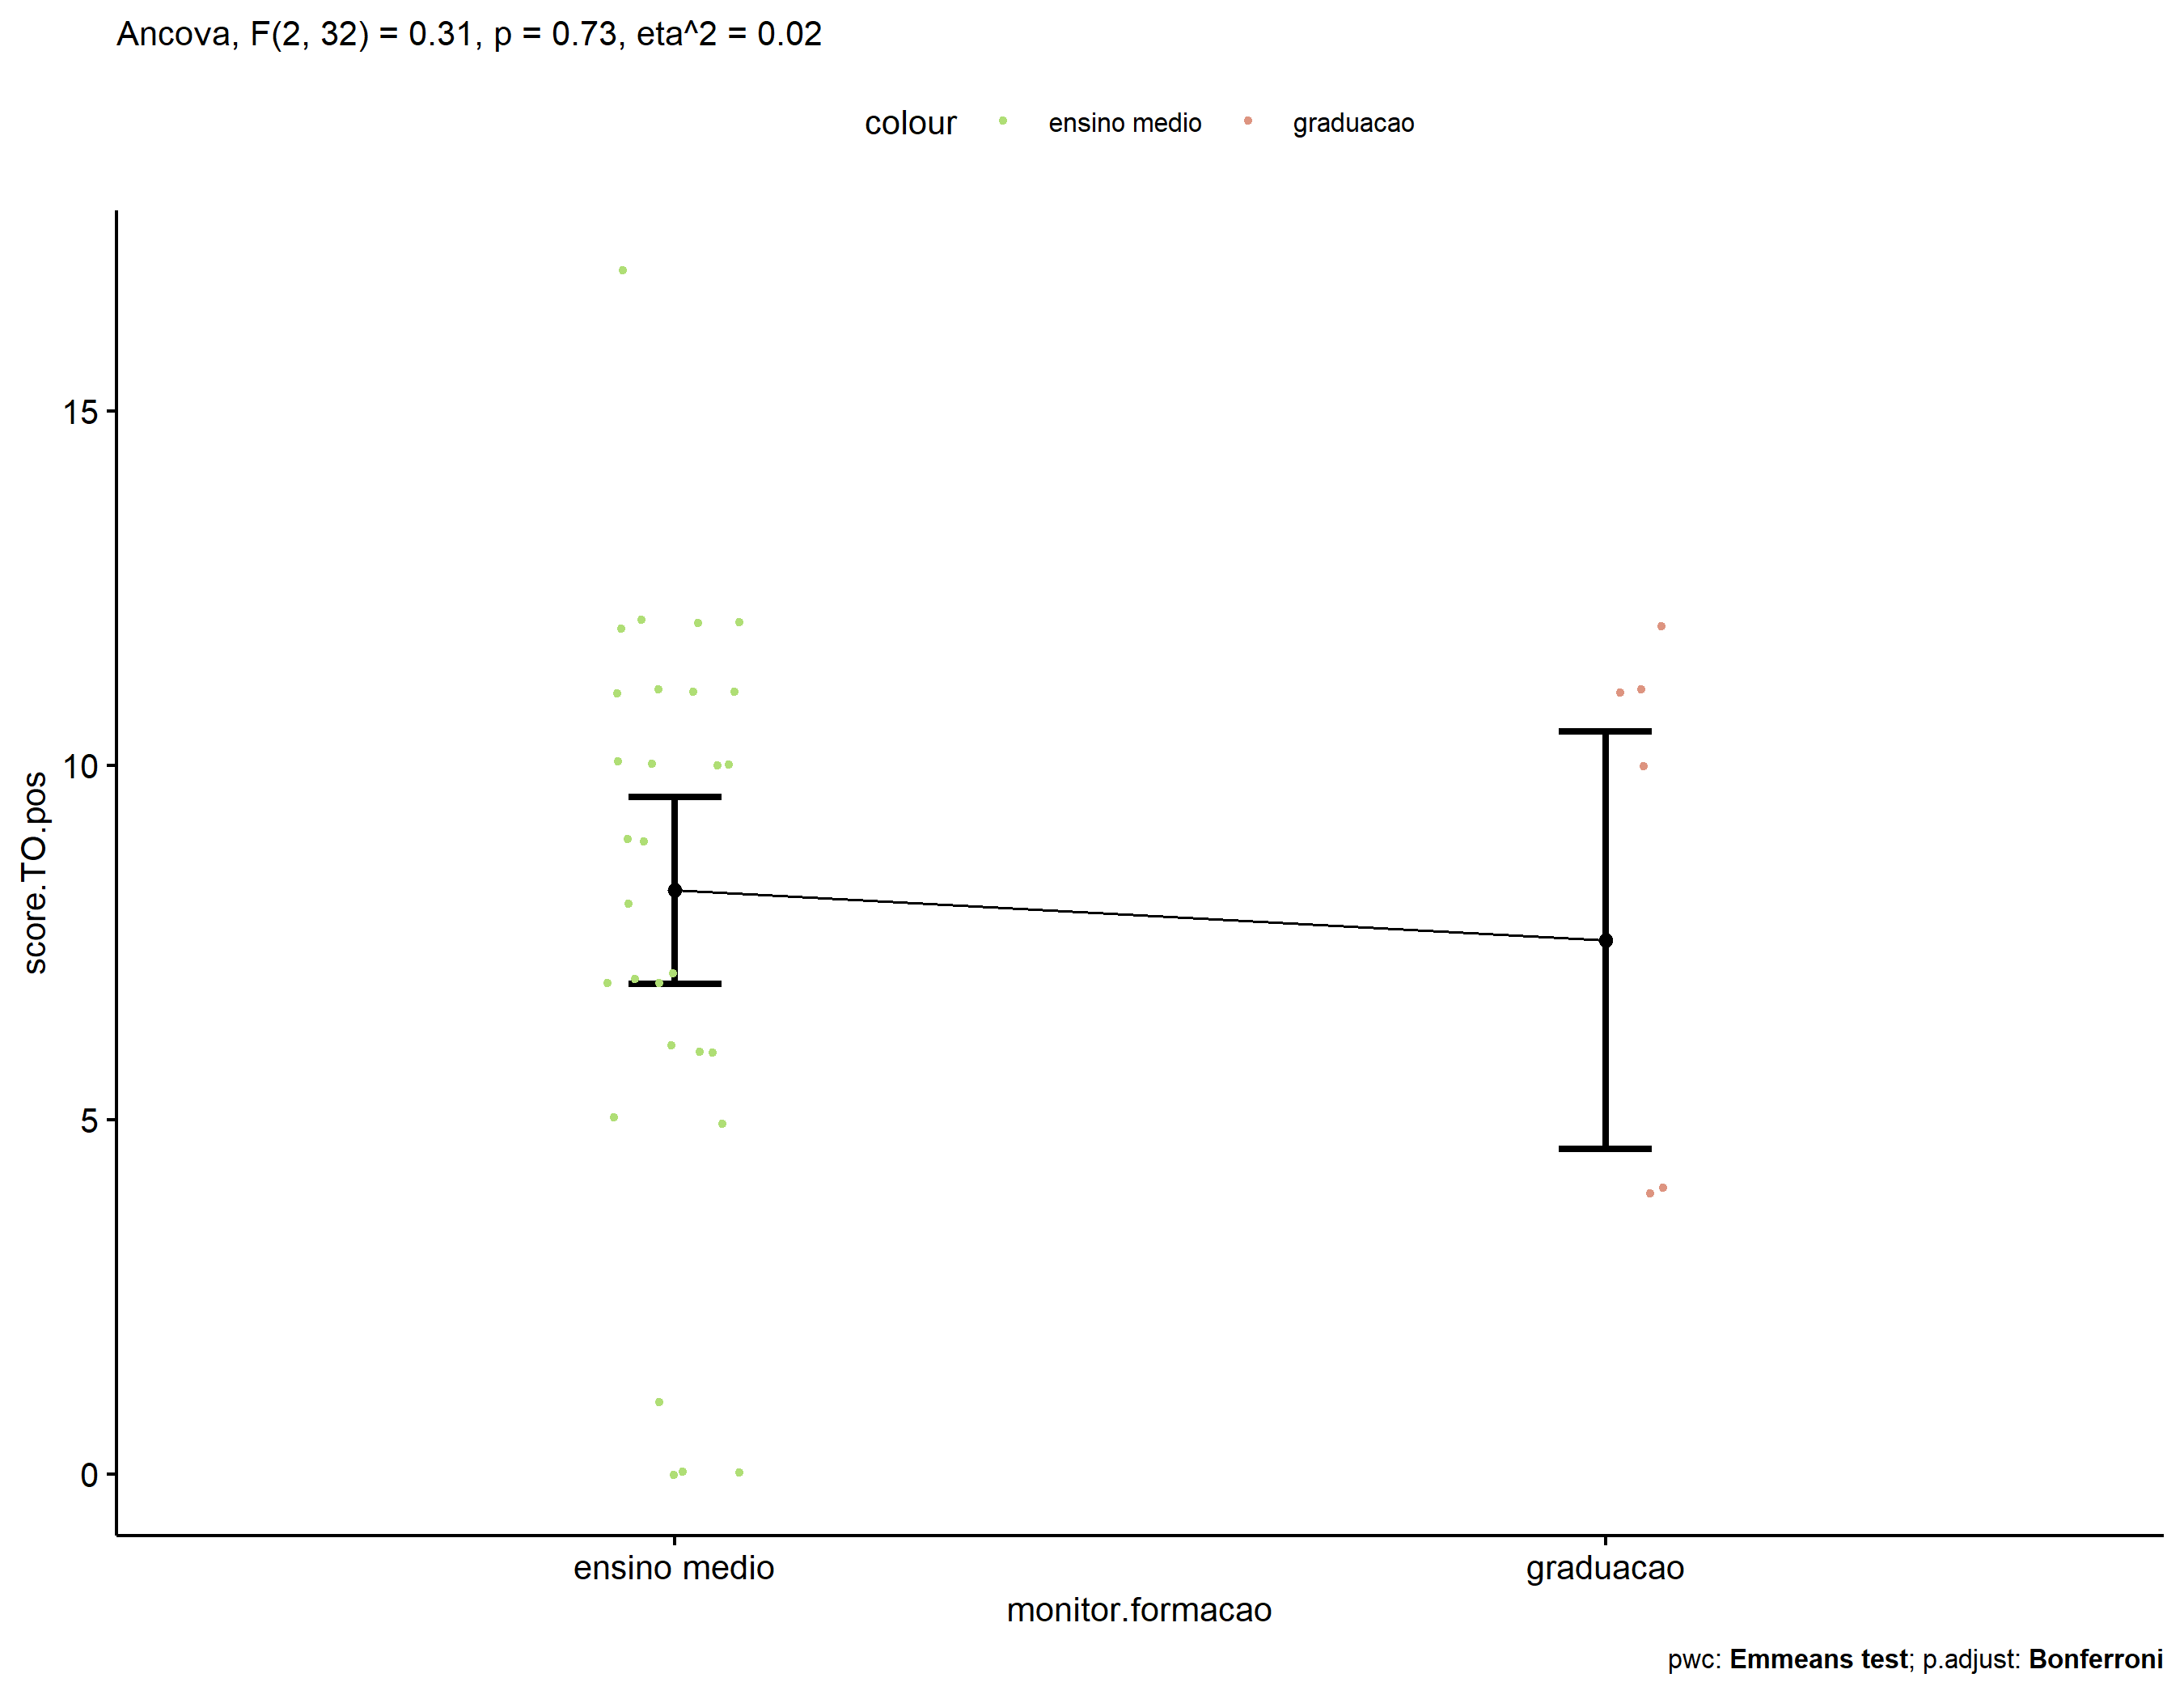 Ancova, F(2, 32) = 0.31, p = 0.73, eta^2 = 0.02
colour ensino medio graduacao
score.TO.pos
15
10
5
0
ensino medio graduacao
monitor.formacao
pwc: Emmeans test; p.adjust: Bonferroni